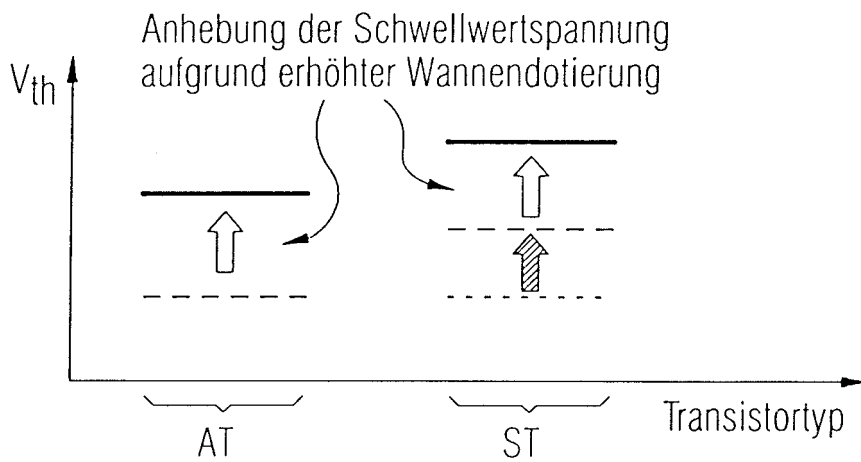 Anhebung der Schwellwertspannung
aufgrund erhöhter Wannendotierung
Vth
AT
ST
Transistortyp